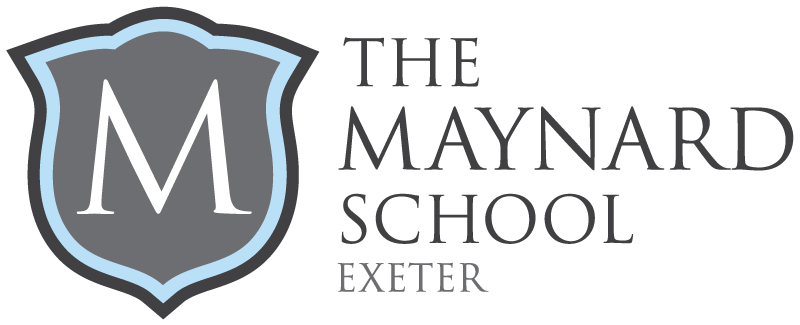 M
THE
MAYNARD
SCHOOL
EXETER